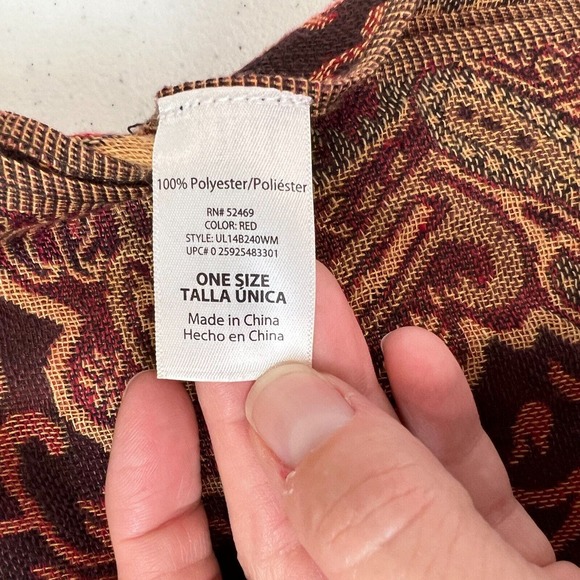 100% Polyester/Poliéster
RN# 52469
COLOR: RED
STYLE: UL14B240WM
UPC# 0 25925483301
ONE SIZE
TALLA ÚNICA
Made in China
Hecho en China